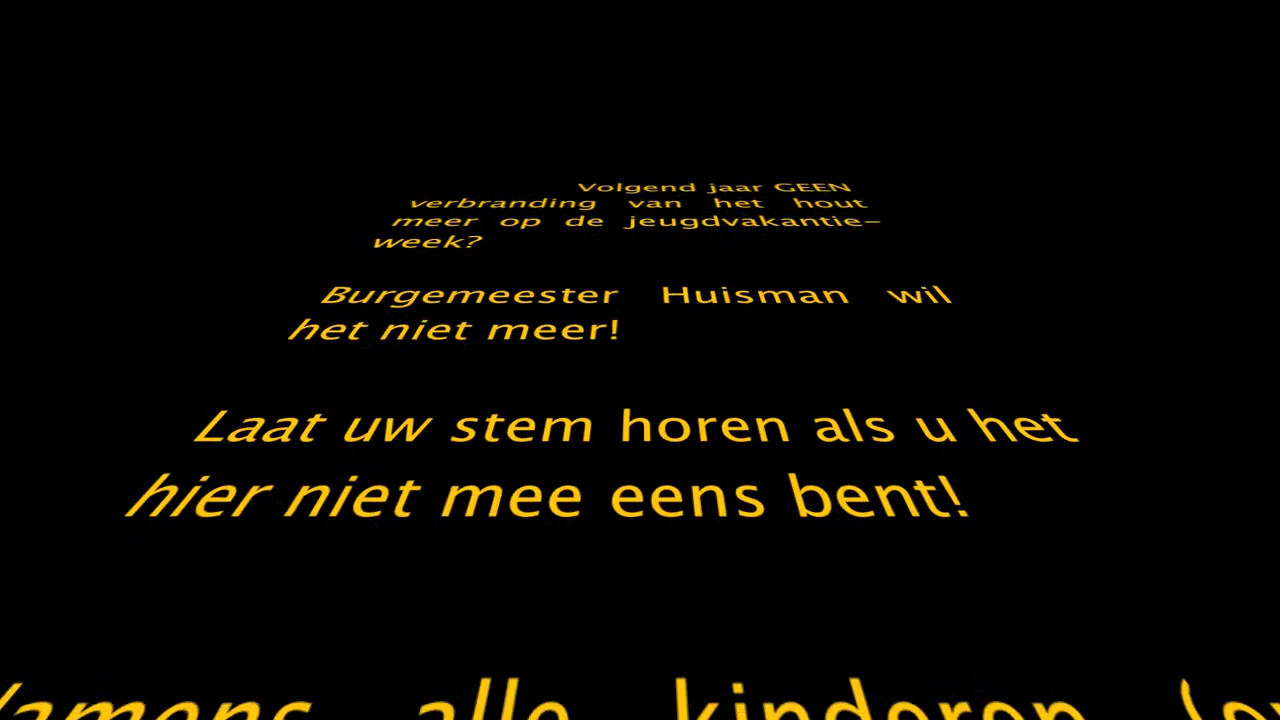 Volgend jaar GEEN
verbranding van het hout
meer op de jeugdvakantie-
week?
Burgemeester Huisman wil
het niet meer!
Laat uw stem horen als u het
hier niet mee eens bent!
Namens alle kinderen